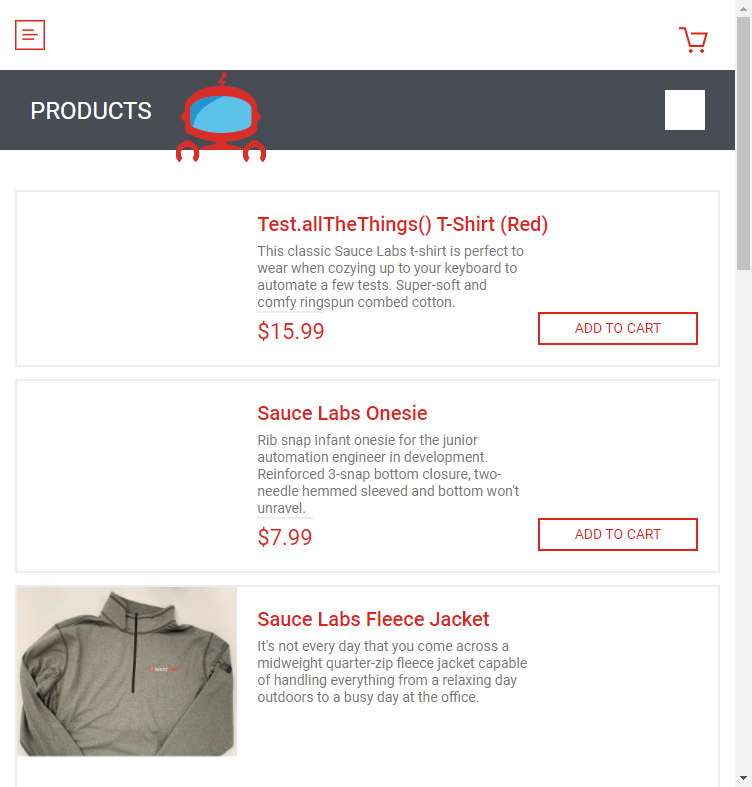 PRODUCTS
Test.allTheThings() T-Shirt (Red)
This classic Sauce Labs t-shirt is perfect to
wear when cozying up to your keyboard to
automate a few tests. Super-soft and
comfy ringspun combed cotton.
$15.99
ADD TO CART
Sauce Labs Onesie
Rib snap infant onesie for the junior
automation engineer in development.
Reinforced 3-snap bottom closure, two-
needle hemmed sleeved and bottom won't
unravel.
$7.99
ADD TO CART
Sauce Labs Fleece Jacket
It's not every day that you come across a
midweight quarter-zip fleece jacket capable
of handling everything from a relaxing day
outdoors to a busy day at the office.